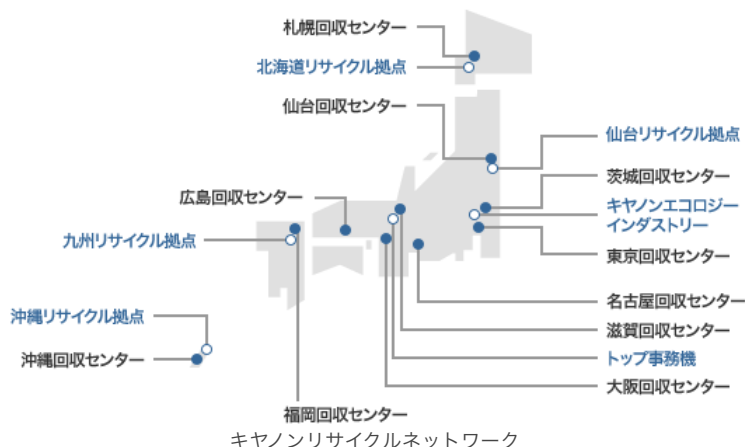 札幌回収センター
北海道リサイクル拠点
仙台回収センター
仙台リサイクル拠点
茨城回収センター
広島回収センター
キヤノンエコロジー
インダストリー
九州リサイクル拠点
東京回収センター
名古屋回収センター
沖縄リサイクル拠点
滋賀回収センター
沖縄回収センター
トップ事務機
大阪回収センター
福岡回収センター
キヤノンリサイクルネットワーク